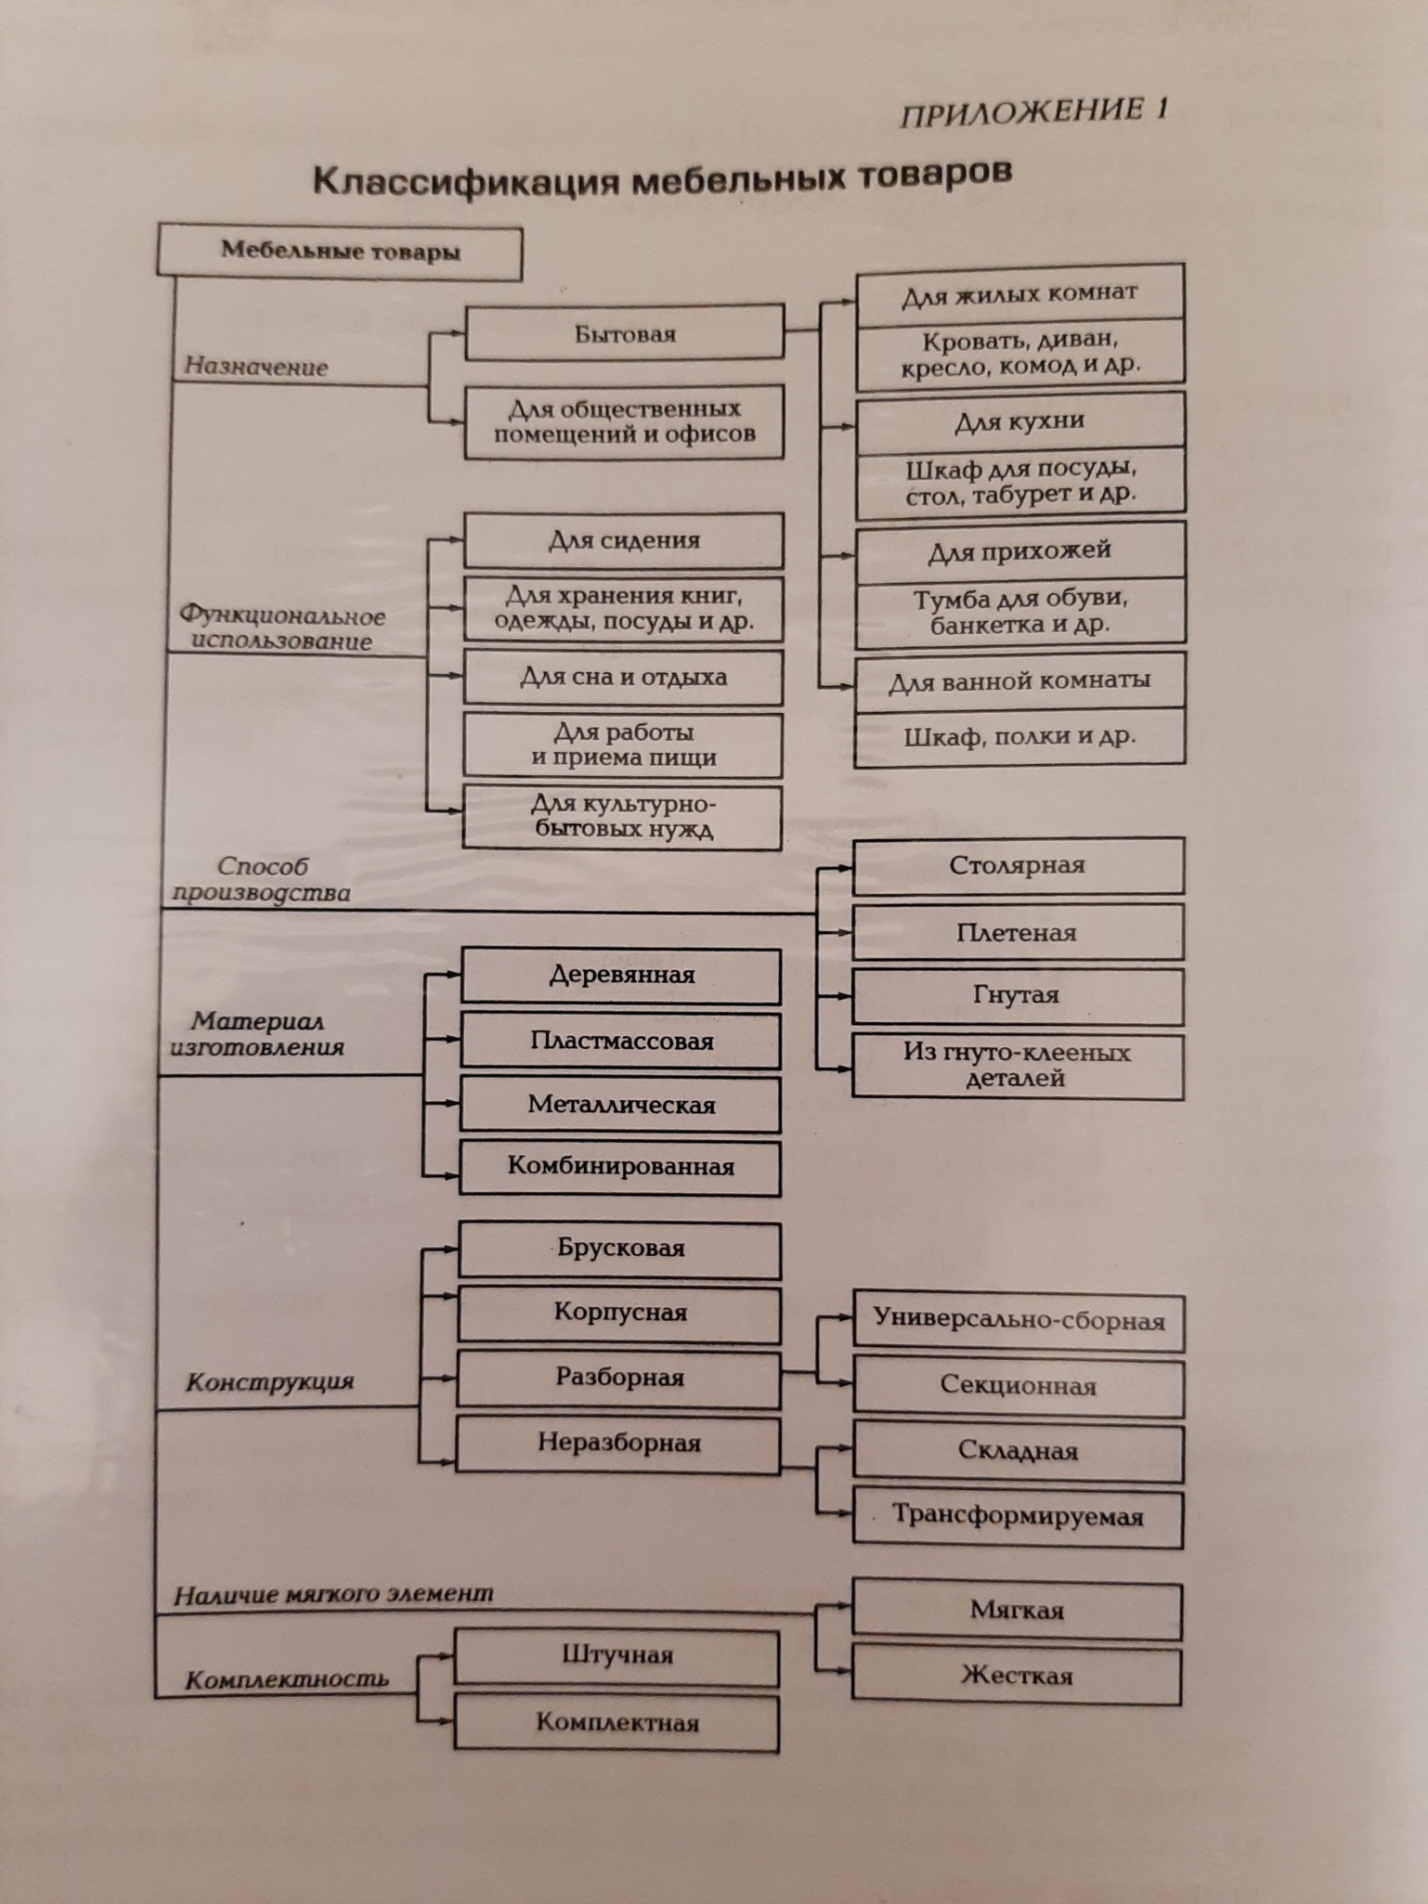 ПРИЛОЖЕНИЕ 1
Классификация мебельных товаров
Мебельные товары
Назначение
Бытовая
Для общественных
помещений и офисов
Для жилых комнат
Кровать, диван,
кресло, комод и др.
Для кухни
Шкаф для посуды,
стол, табурет и др.
Для прихожей
Тумба для обуви,
банкетка и др.
Для ванной комнаты
Шкаф, полки и др.
Функциональное
использование
Для сидения
Для хранения книг,
одежды, посуды и др.
Для сна и отдыха
Для работы
и приема пищи
Для культурно-
бытовых нужд
Способ
производства
Столярная
Плетеная
Гнутая
Из гнуто-клееных
деталей
Материал
изготовления
Деревянная
Пластмассовая
Металлическая
Комбинированная
Конструкция
Брусковая
Корпусная
Разборная
Неразборная
Универсально-сборная
Секционная
Складная
Трансформируемая
Наличие мягкого элемент
Мягкая
Жесткая
Комплектность
Штучная
Комплектная